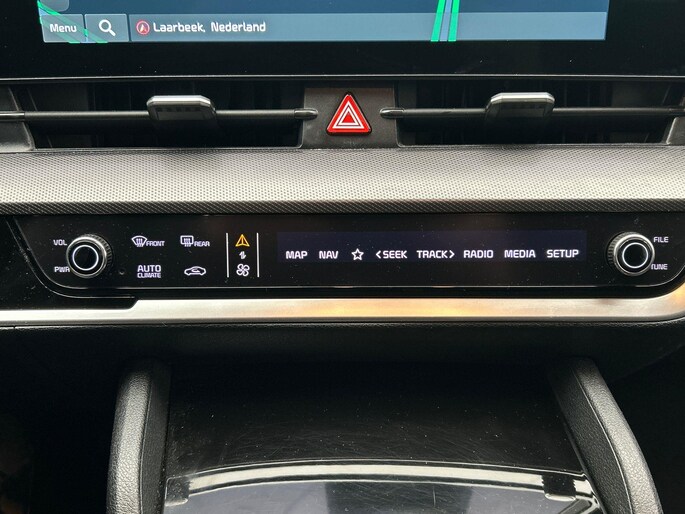 Menu
Laarbeek, Nederland
VOL
PWR
FRONT
REAR
AUTO
CLIMATE
MAP NAV <SEEK TRACK> RADIO MEDIA SETUP
FILE
TUNE